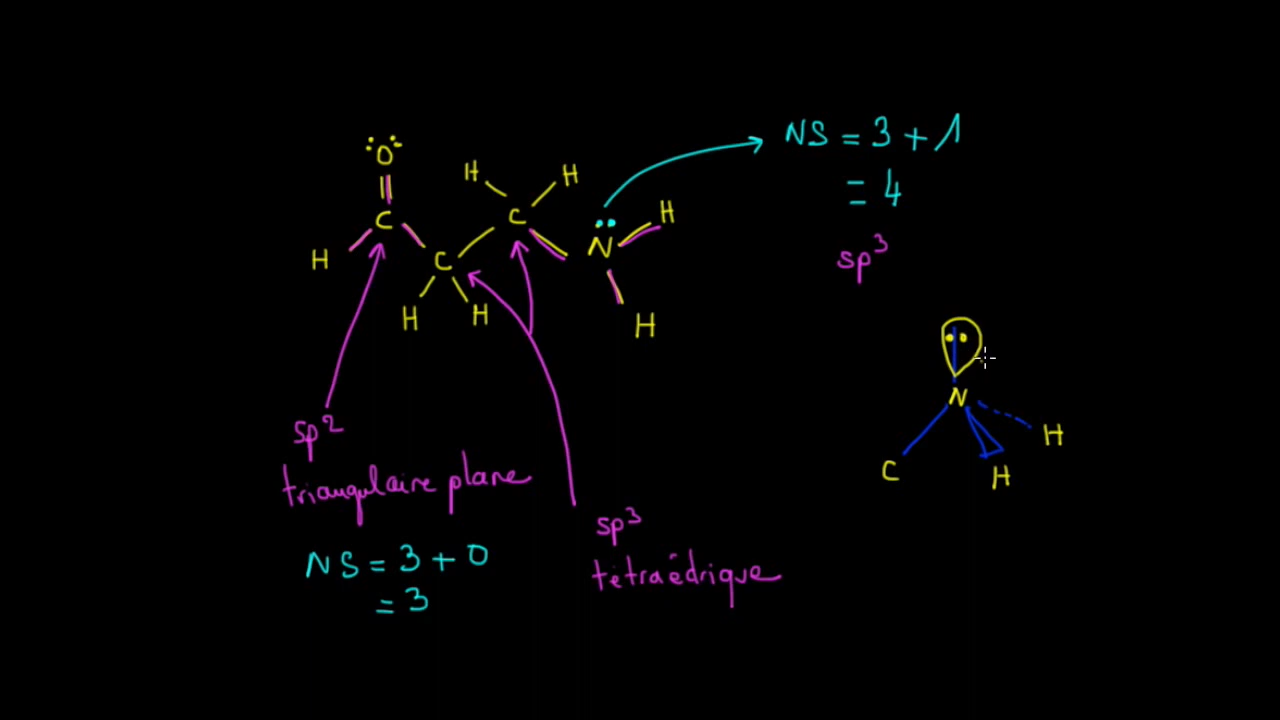 O
H H
C C
H C N H
H H H
NS = 3 + 1
= 4
sp³
sp²
triangulaire plane
NS = 3 + 0
= 3
sp³
tétraédrique
N
C H H